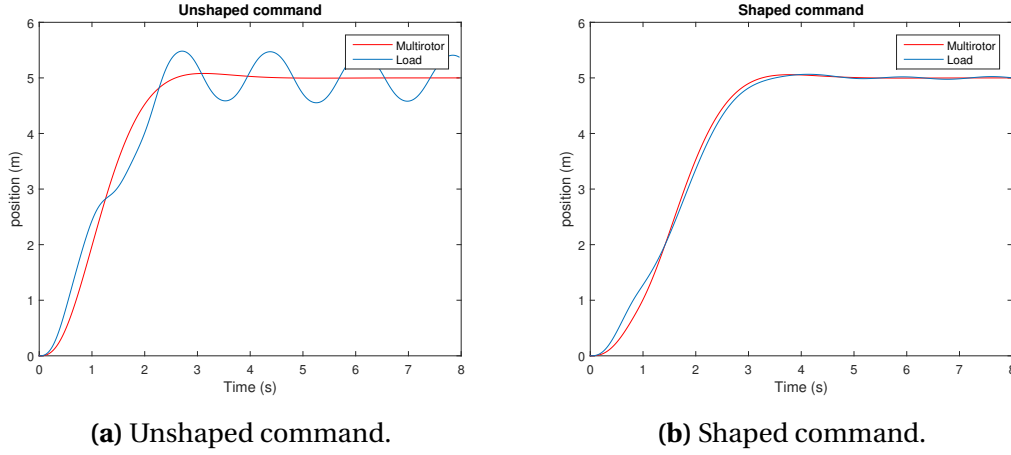 Unshaped command
6
5
4
3
2
1
0
position (m)
Multirotor
Load
0 1 2 3 4 5 6 7 8
Time (s)
(a) Unshaped command.
Shaped command
6
5
4
3
2
1
0
position (m)
Multirotor
Load
0 1 2 3 4 5 6 7 8
Time (s)
(b) Shaped command.